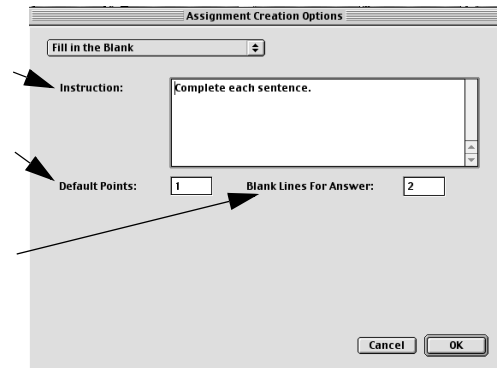 Assignment Creation Options
Fill in the Blank
Instruction: Complete each sentence.
Default Points: 1 Blank Lines For Answer: 2
Cancel OK